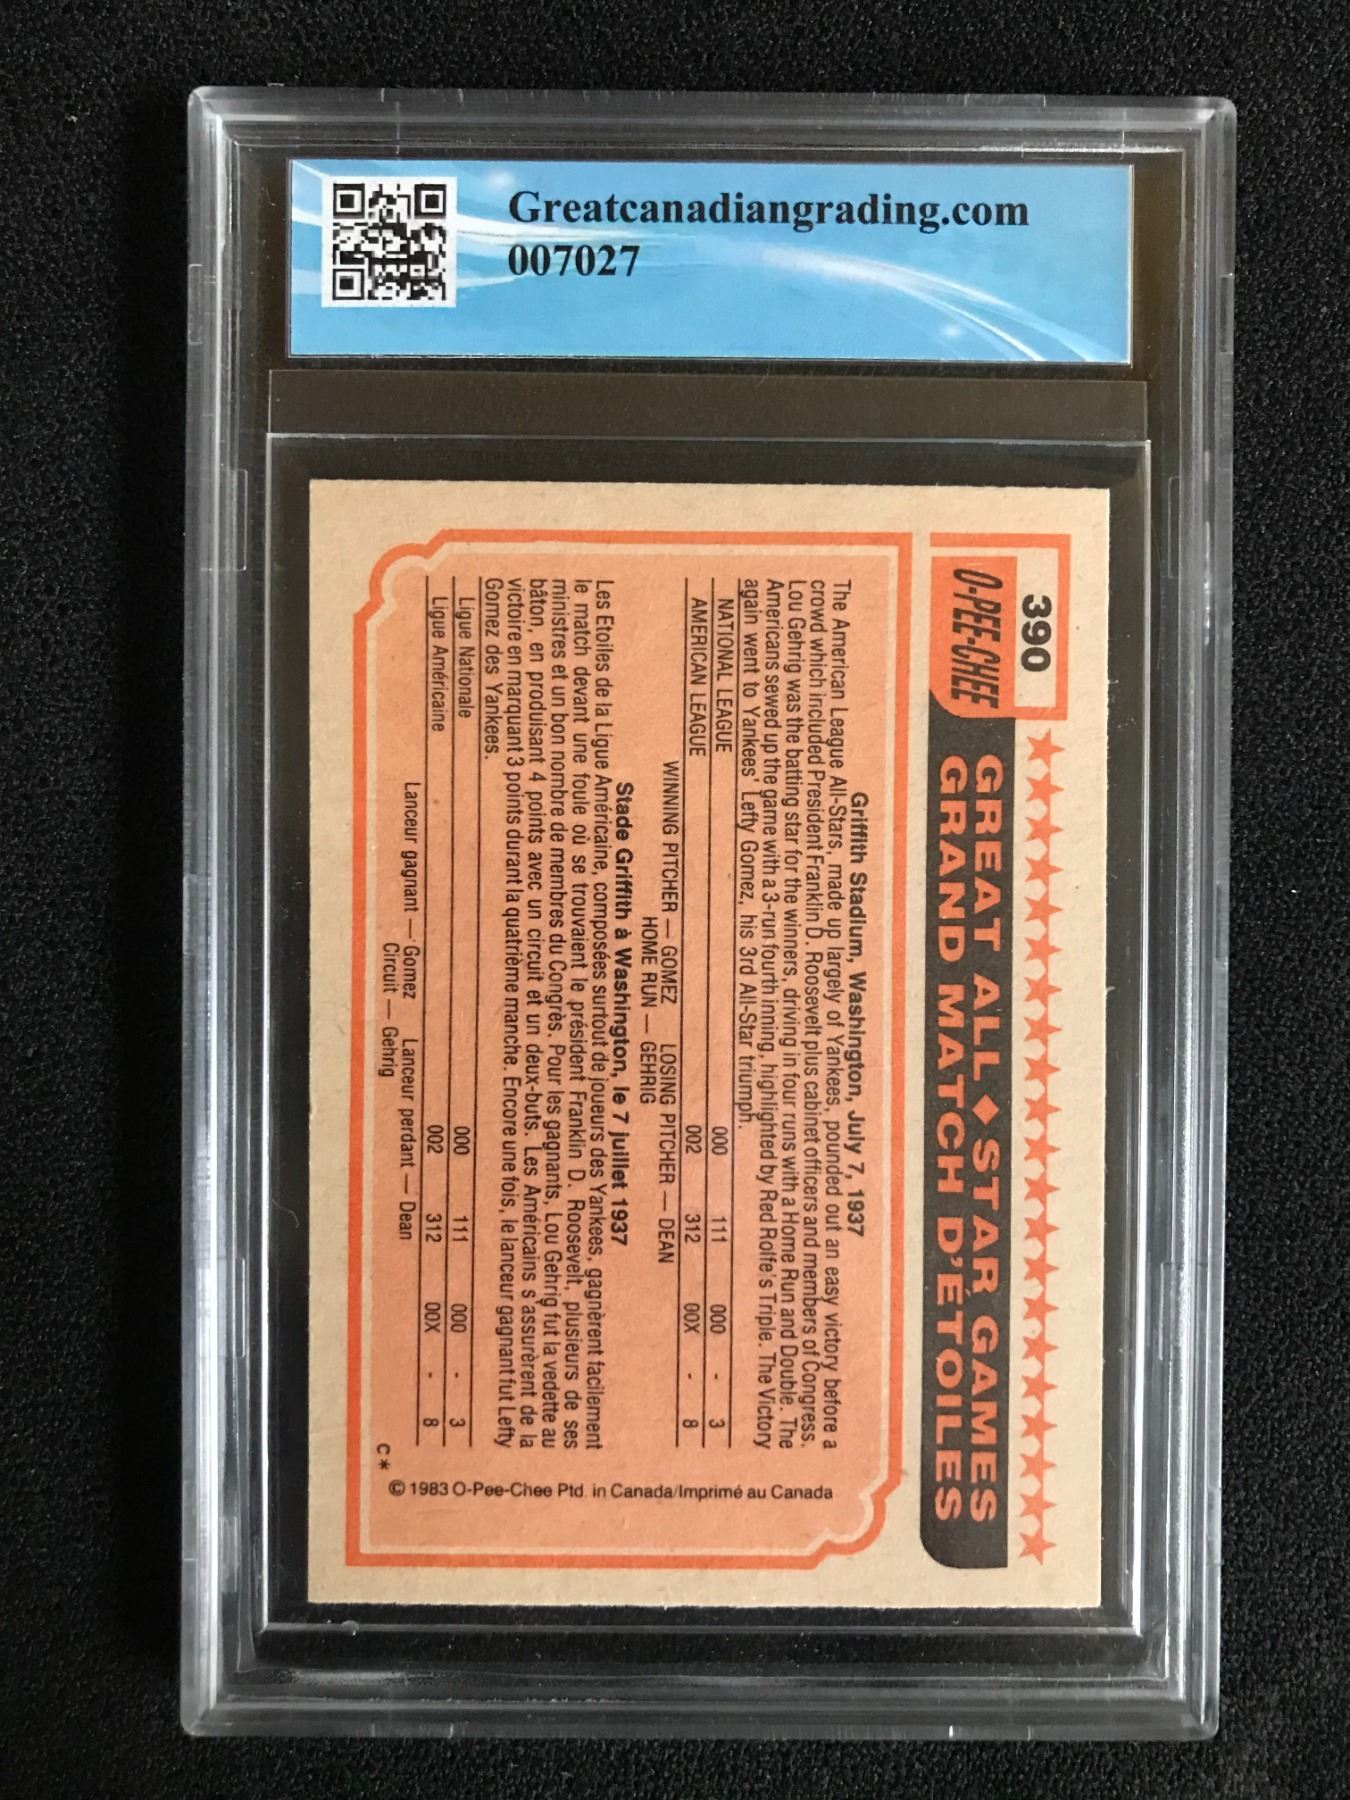 Greatcanadiangrading.com
007027
390
O-PEE-CHEE
GREAT ALL◆STAR GAMES
GRAND MATCH D'ÉTOILES
Griffith Stadium, Washington, July 7, 1937
The American League All-Stars, made up largely of Yankees, pounded out an easy victory before a
crowd which included President Franklin D. Roosevelt plus cabinet officers and members of Congress.
Lou Gehrig was the batting star for the winners, driving in four runs with a Home Run and Double. The
Americans sewed up the game with a 3-run fourth inning, highlighted by Red Rolfe's Triple. The Victory
again went to Yankees' Lefty Gomez, his 3rd All-Star triumph.
NATIONAL LEAGUE 000 111 000 - 3
AMERICAN LEAGUE 002 312 00X - 8
WINNING PITCHER — GOMEZ LOSING PITCHER — DEAN
HOME RUN — GEHRIG
Stade Griffith à Washington, le 7 juillet 1937
Les Etoiles de la Ligue Américaine, composées surtout de joueurs des Yankees, gagnèrent facilement
le match devant une foule où se trouvaient le président Franklin D. Roosevelt, plusieurs de ses
ministres et un bon nombre de membres du Congrès. Pour les gagnants, Lou Gehrig fut la vedette au
bâton, en produisant 4 points avec un circuit et un deux-buts. Les Américains s'assurèrent de la
victoire en marquant 3 points durant la quatrième manche. Encore une fois, le lanceur gagnant fut Lefty
Gomez des Yankees.
Ligue Nationale 000 111 000 - 3
Ligue Américaine 002 312 00X - 8
Lanceur gagnant — Gomez Lanceur perdant — Dean
Circuit — Gehrig
C*
© 1983 O-Pee-Chee Ptd. in Canada/Imprimé au Canada